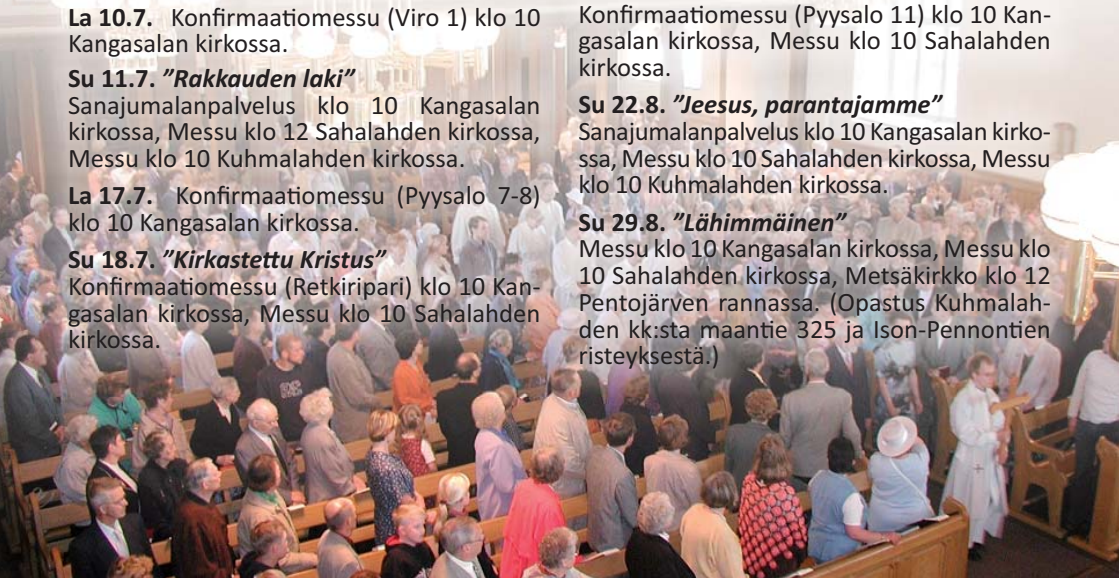 La 10.7. Konfirmaatiomessu (Viro 1) klo 10
Kangasalan kirkossa.
Su 11.7. ”Rakkauden laki”
Sanajumalanpalvelus klo 10 Kangasalan
kirkossa, Messu klo 12 Sahalahden kirkossa,
Messu klo 10 Kuhmalahden kirkossa.
La 17.7. Konfirmaatiomessu (Pyysalo 7-8)
klo 10 Kangasalan kirkossa.
Su 18.7. ”Kirkastettu Kristus”
Konfirmaatiomessu (Retkiripari) klo 10 Kan-
gasalan kirkossa, Messu klo 10 Sahalahden
kirkossa.
Konfirmaatiomessu (Pyysalo 11) klo 10 Kan-
gasalan kirkossa, Messu klo 10 Sahalahden
kirkossa.
Su 22.8. ”Jeesus, parantajamme”
Sanajumalanpalvelus klo 10 Kangasalan kirko-
ssa, Messu klo 10 Sahalahden kirkossa, Messu
klo 10 Kuhmalahden kirkossa.
Su 29.8. ”Lähimmäinen”
Messu klo 10 Kangasalan kirkossa, Messu klo
10 Sahalahden kirkossa, Metsäkirkko klo 12
Pentojärven rannassa. (Opastus Kuhmalah-
den kk:sta maantie 325 ja Ison-Pennontien
risteyksestä.)